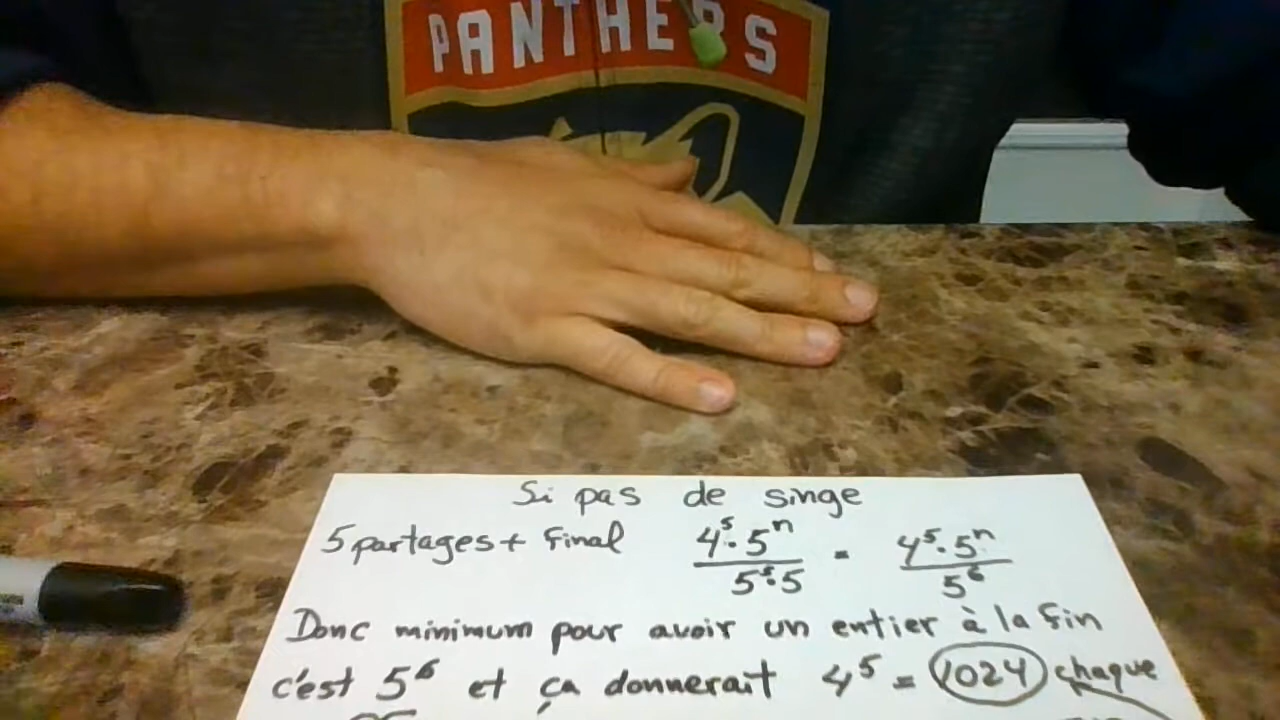 PANTHERS
Si pas de singe
5 partages + Final 4⁵·5ⁿ / 5⁵·5 = 4⁵·5ⁿ / 5⁶
Donc minimum pour avoir un entier à la fin
c'est 5⁶ et ça donnerait 4⁵ = 1024 chaque